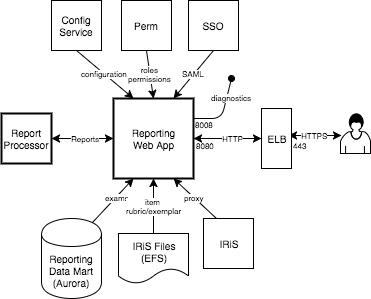 Config
Service
Perm
SSO
configuration
roles
permissions
SAML
diagnostics
Report
Processor
Reports
Reporting
Web App
8008
8080
HTTP
ELB
443
HTTPS
item
rubric/exemplar
proxy
Reporting
Data Mart
(Aurora)
IRiS Files
(EFS)
IRiS